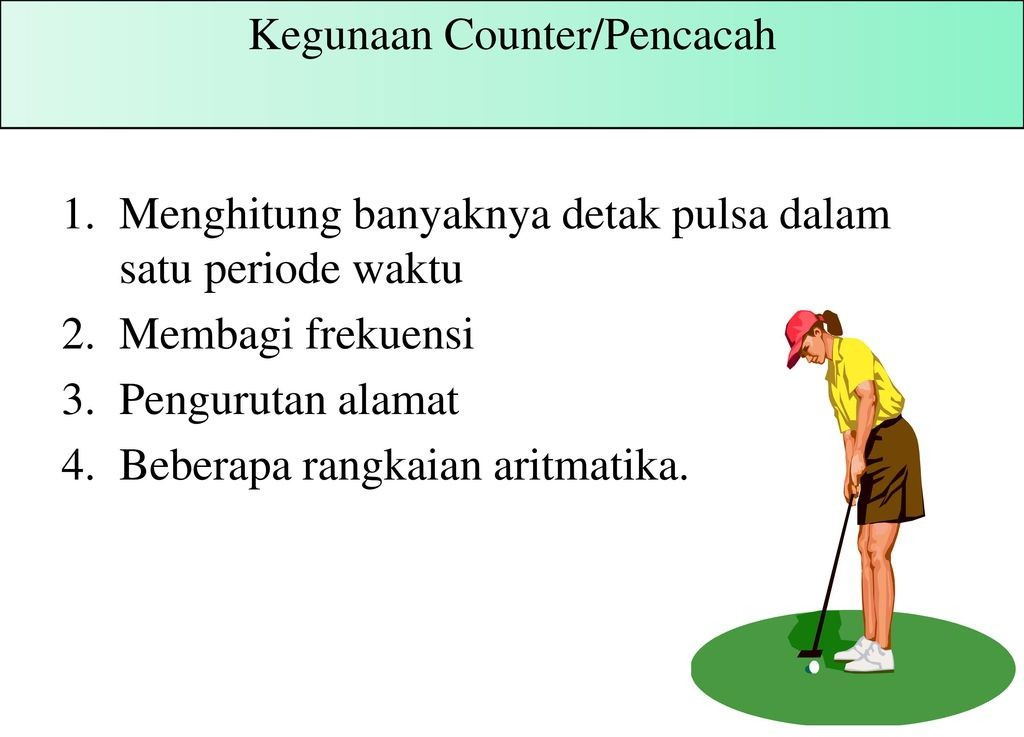 Kegunaan Counter/Pencacah
1. Menghitung banyaknya detak pulsa dalam
satu periode waktu
2. Membagi frekuensi
3. Pengurutan alamat
4. Beberapa rangkaian aritmatika.